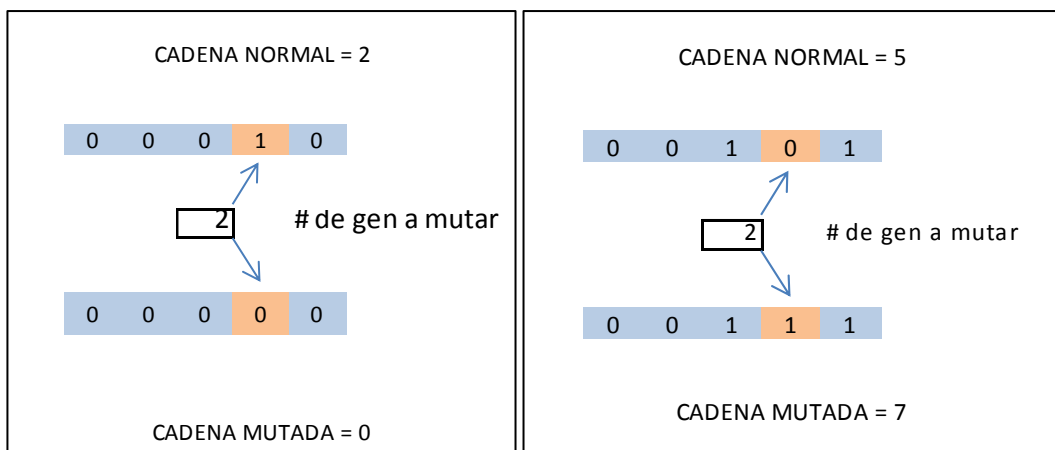 CADENA NORMAL = 2
0 0 0 1 0
2 # de gen a mutar
0 0 0 0 0
CADENA MUTADA = 0
CADENA NORMAL = 5
0 0 1 0 1
2 # de gen a mutar
0 0 1 1 1
CADENA MUTADA = 7